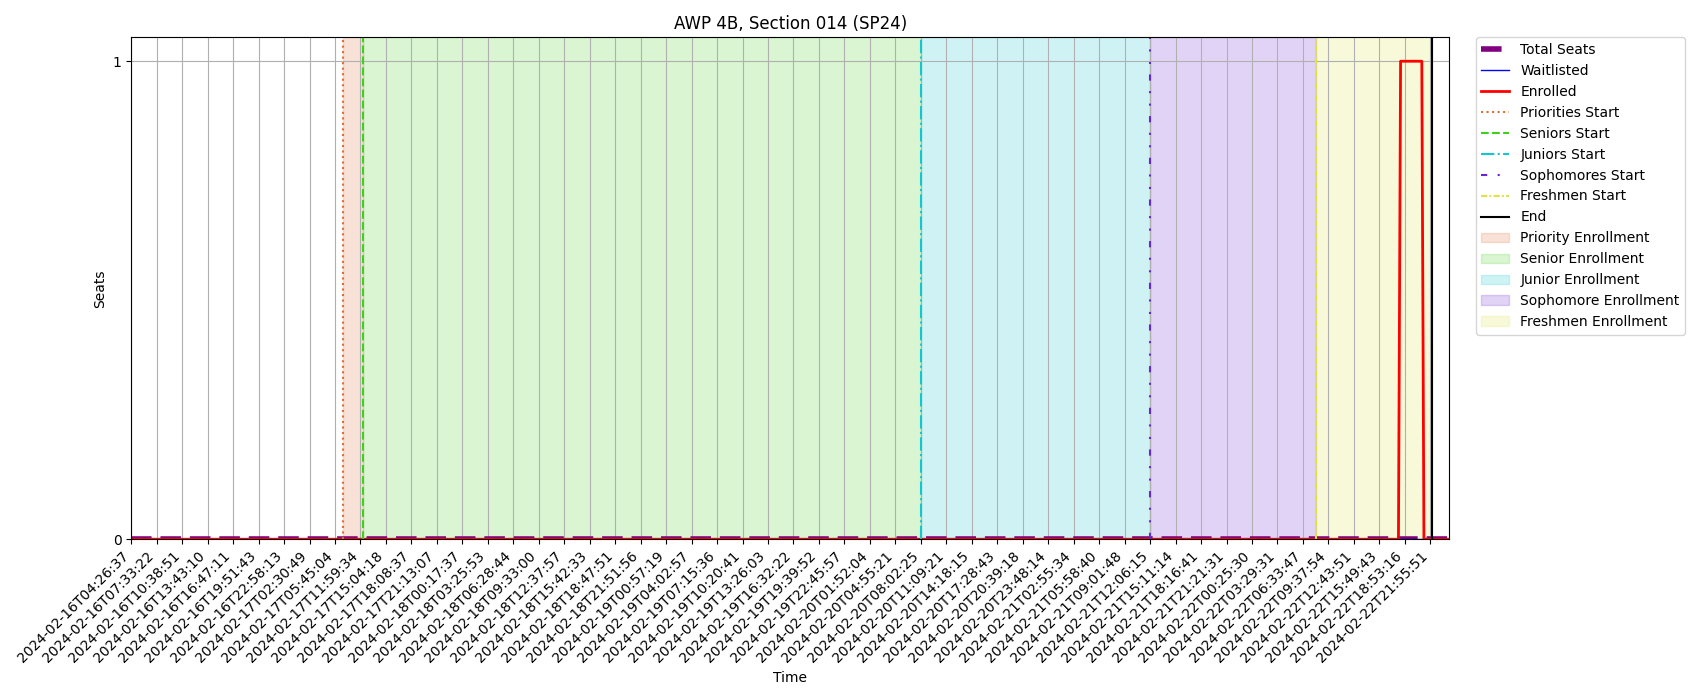 AWP 4B, Section 014 (SP24)
Seats
1
0
2024-02-16T04:26:37
2024-02-16T07:33:22
2024-02-16T10:38:51
2024-02-16T13:43:10
2024-02-16T16:47:11
2024-02-16T19:51:43
2024-02-16T22:58:13
2024-02-17T02:30:49
2024-02-17T05:45:04
2024-02-17T11:59:34
2024-02-17T15:04:18
2024-02-17T18:08:37
2024-02-17T21:13:07
2024-02-18T00:17:37
2024-02-18T03:25:53
2024-02-18T06:28:44
2024-02-18T09:33:00
2024-02-18T12:37:57
2024-02-18T15:42:33
2024-02-18T18:47:51
2024-02-18T21:51:56
2024-02-19T00:57:19
2024-02-19T04:02:57
2024-02-19T07:15:36
2024-02-19T10:20:41
2024-02-19T13:26:03
2024-02-19T16:32:22
2024-02-19T19:39:52
2024-02-19T22:45:57
2024-02-20T01:52:04
2024-02-20T04:55:21
2024-02-20T08:02:25
2024-02-20T11:09:21
2024-02-20T14:18:15
2024-02-20T17:28:43
2024-02-20T20:39:18
2024-02-20T23:48:14
2024-02-21T02:55:34
2024-02-21T05:58:40
2024-02-21T09:01:48
2024-02-21T12:06:15
2024-02-21T15:11:14
2024-02-21T18:16:41
2024-02-21T21:21:31
2024-02-22T00:25:30
2024-02-22T03:29:31
2024-02-22T06:33:47
2024-02-22T09:37:54
2024-02-22T12:43:51
2024-02-22T15:49:43
2024-02-22T18:53:16
2024-02-22T21:55:51
Time
Total Seats
Waitlisted
Enrolled
Priorities Start
Seniors Start
Juniors Start
Sophomores Start
Freshmen Start
End
Priority Enrollment
Senior Enrollment
Junior Enrollment
Sophomore Enrollment
Freshmen Enrollment